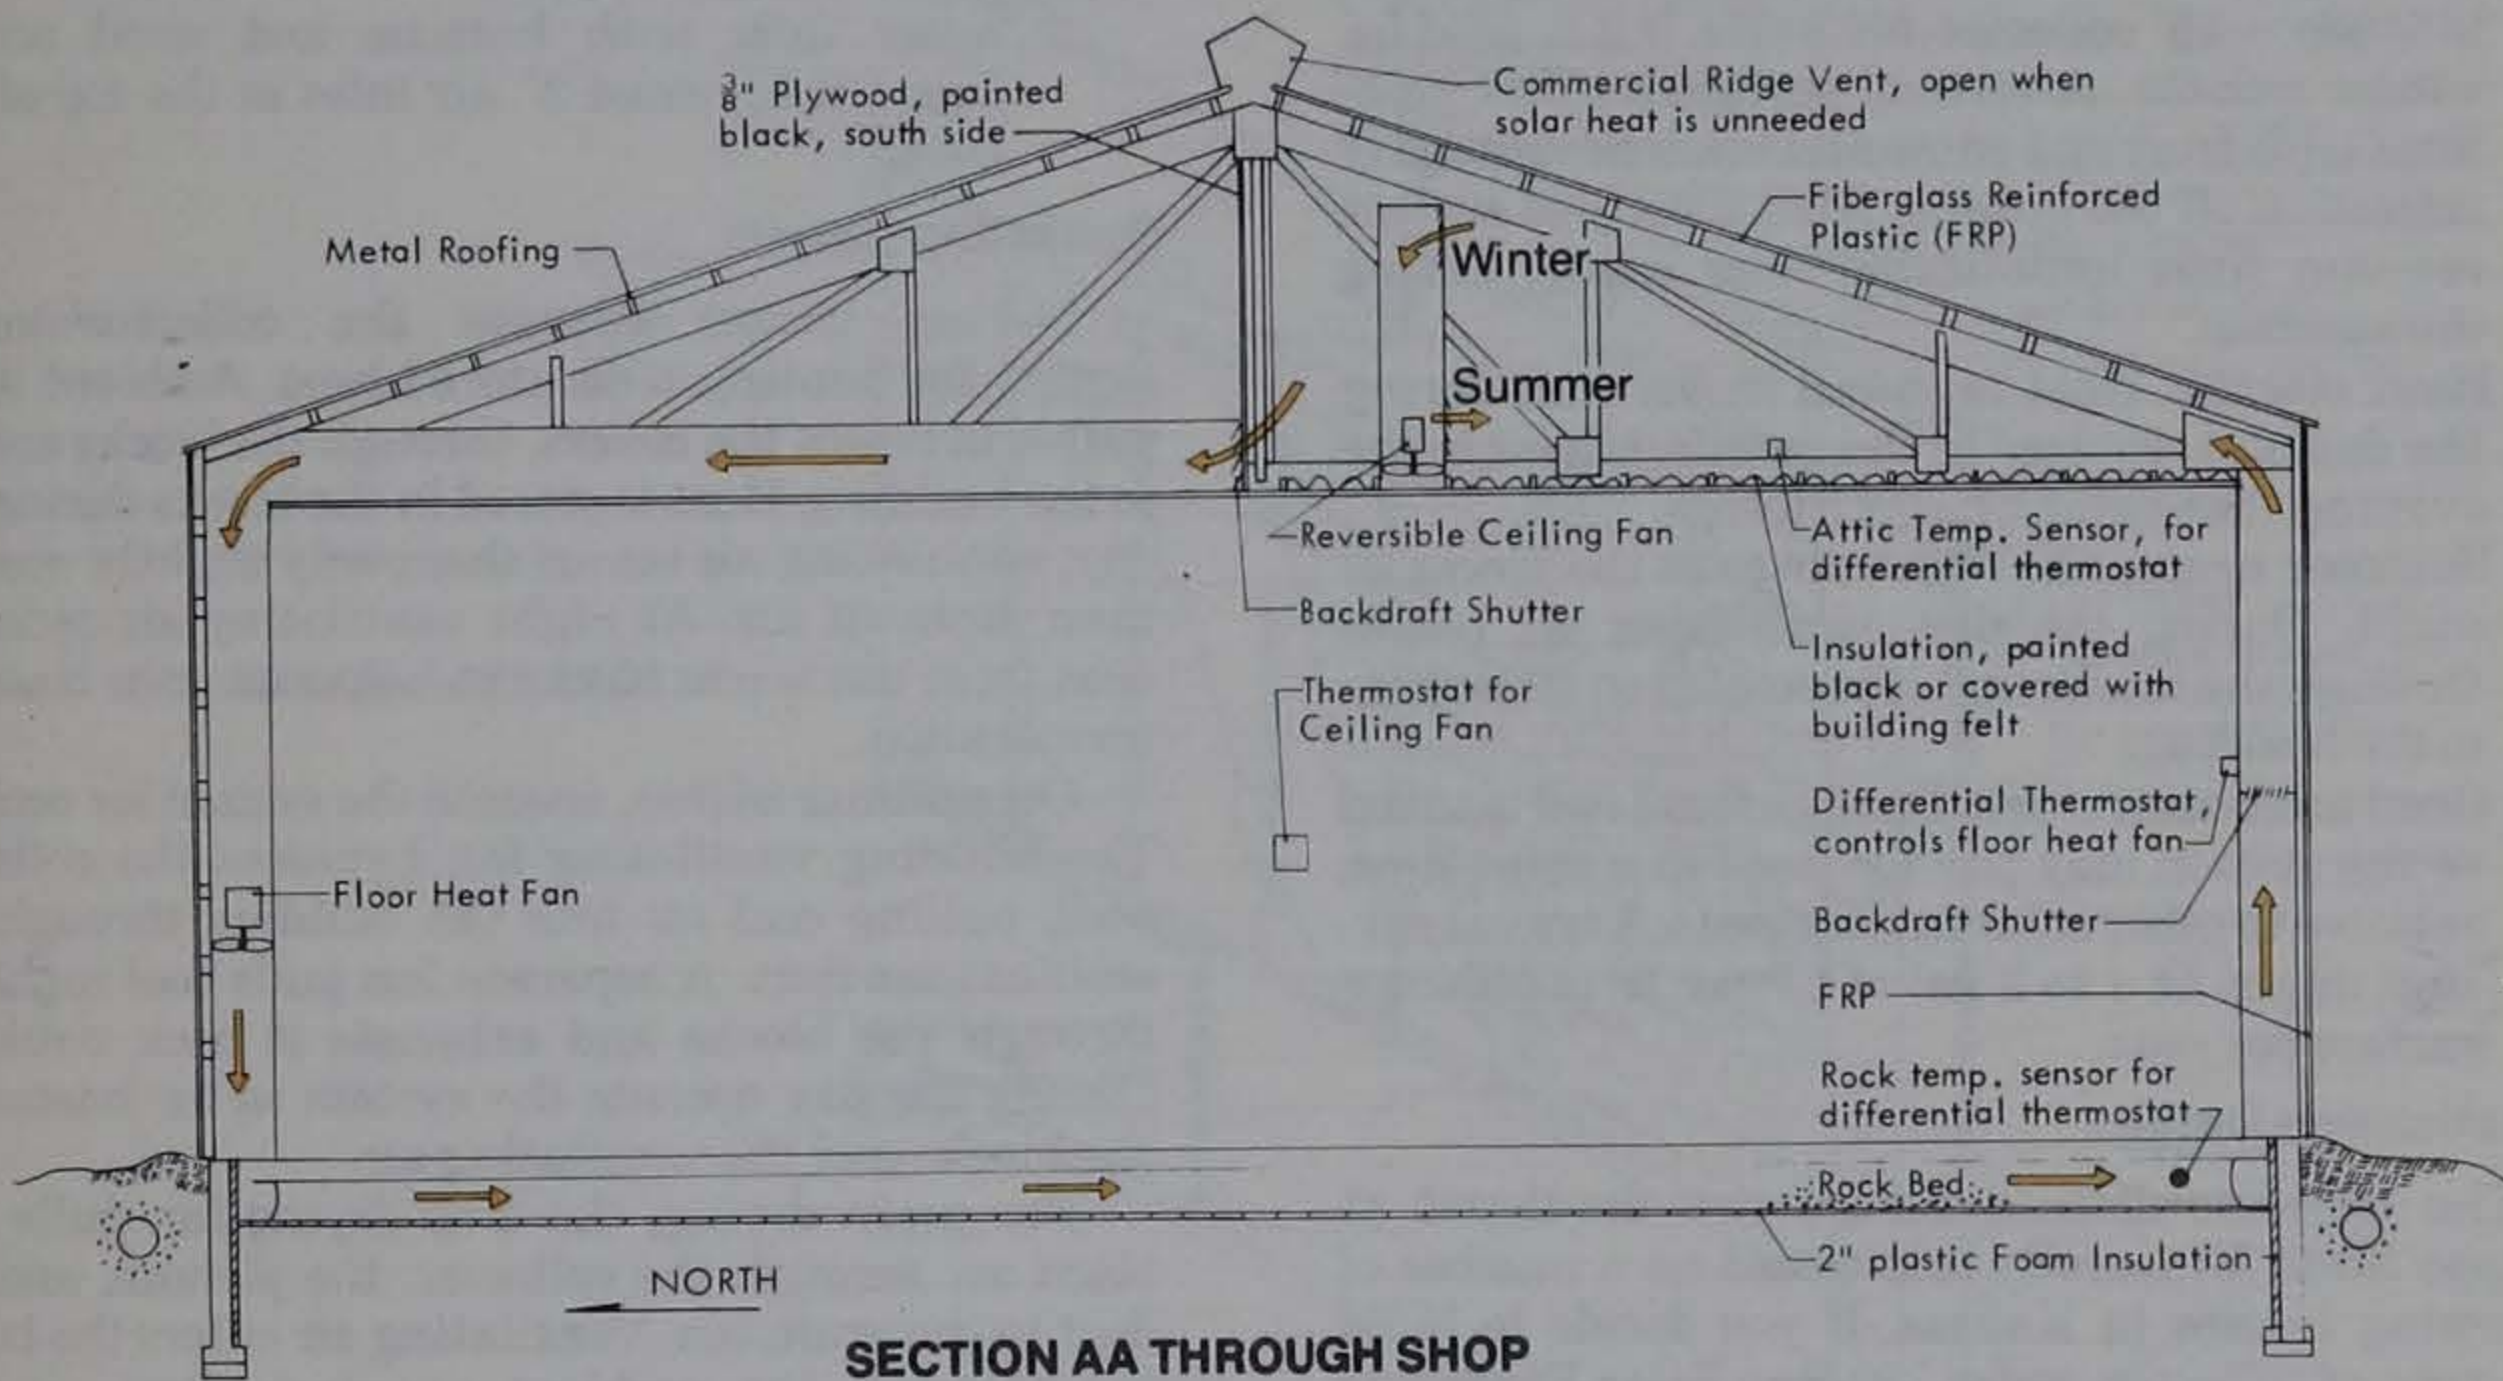 ⅜" Plywood, painted
black, south side
Commercial Ridge Vent, open when
solar heat is unneeded
Metal Roofing
Fiberglass Reinforced
Plastic (FRP)
Winter
Summer
Reversible Ceiling Fan
Attic Temp. Sensor, for
differential thermostat
Backdraft Shutter
Insulation, painted
black or covered with
building felt
Thermostat for
Ceiling Fan
Differential Thermostat,
controls floor heat fan
Floor Heat Fan
Backdraft Shutter
FRP
Rock temp. sensor for
differential thermostat
Rock Bed
2" plastic Foam Insulation
NORTH
SECTION AA THROUGH SHOP